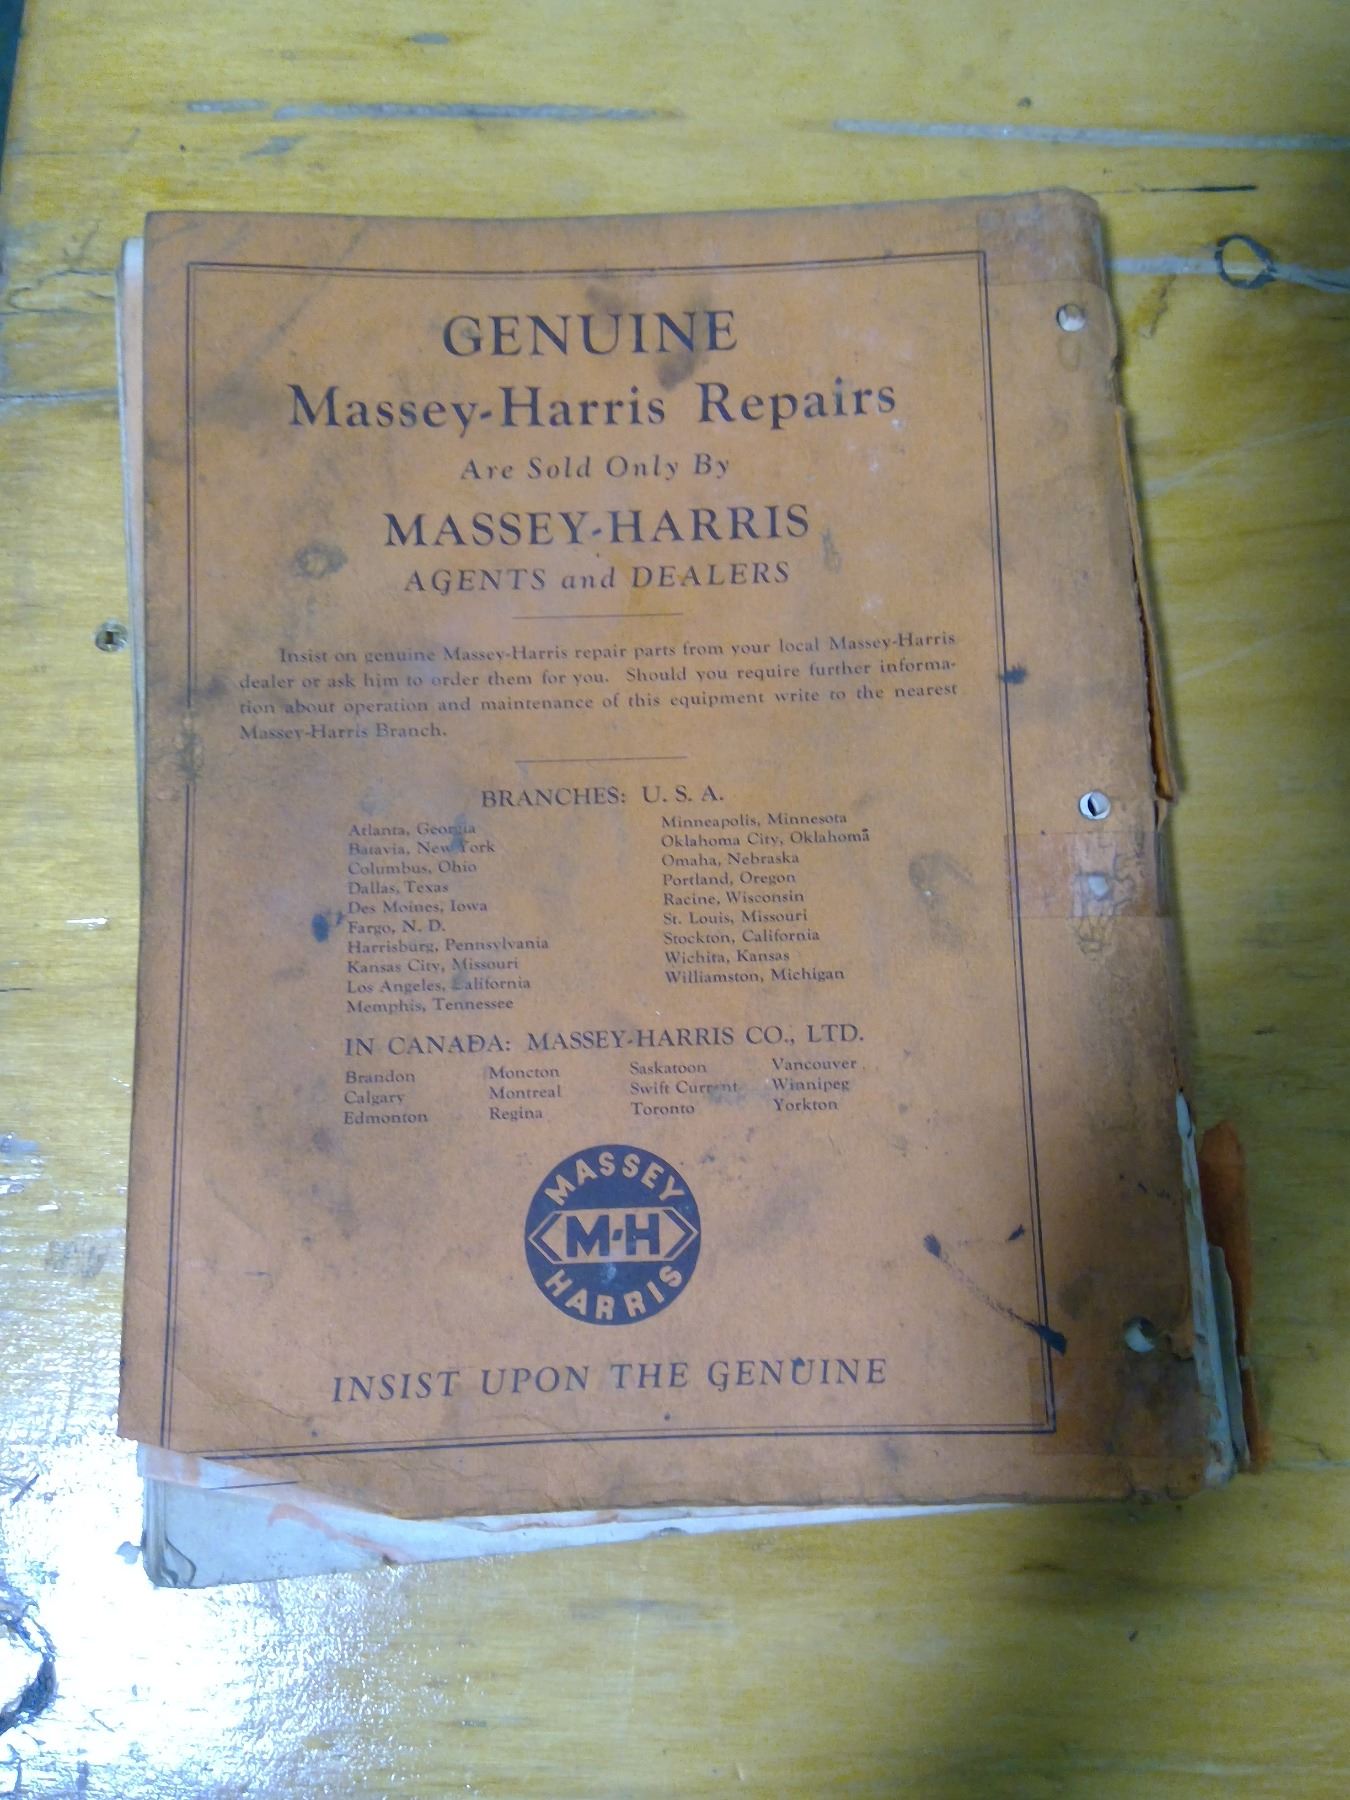 GENUINE
Massey-Harris Repairs
Are Sold Only By
MASSEY-HARRIS
AGENTS and DEALERS
Insist on genuine Massey-Harris repair parts from your local Massey-Harris
dealer or ask him to order them for you. Should you require further informa-
tion about operation and maintenance of this equipment write to the nearest
Massey-Harris Branch.
BRANCHES: U. S. A.
Atlanta, Georgia
Batavia, New York
Columbus, Ohio
Dallas, Texas
Des Moines, Iowa
Fargo, N. D.
Harrisburg, Pennsylvania
Kansas City, Missouri
Los Angeles, California
Memphis, Tennessee
Minneapolis, Minnesota
Oklahoma City, Oklahoma
Omaha, Nebraska
Portland, Oregon
Racine, Wisconsin
St. Louis, Missouri
Stockton, California
Wichita, Kansas
Williamston, Michigan
IN CANADA: MASSEY-HARRIS CO., LTD.
Brandon
Calgary
Edmonton
Moncton
Montreal
Regina
Saskatoon
Swift Current
Toronto
Vancouver
Winnipeg
Yorkton
MASSEY
M-H
HARRIS
INSIST UPON THE GENUINE